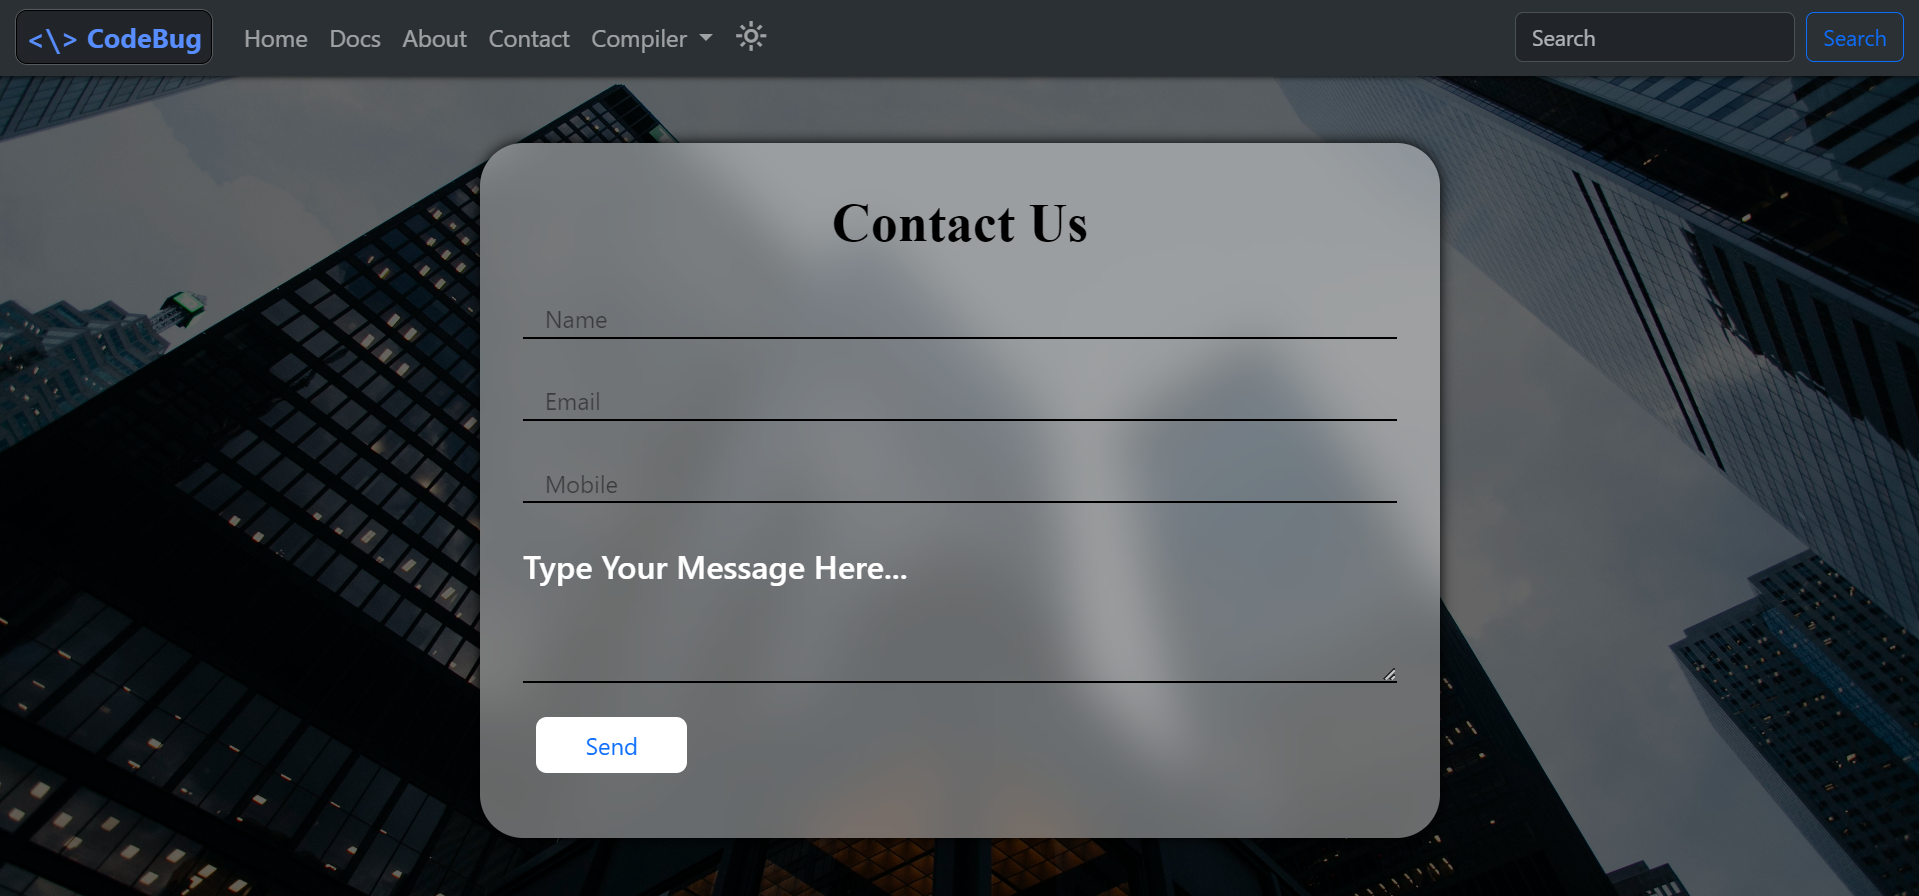 <\> CodeBug Home Docs About Contact Compiler Search Search
Contact Us
Name
Email
Mobile
Type Your Message Here...
Send